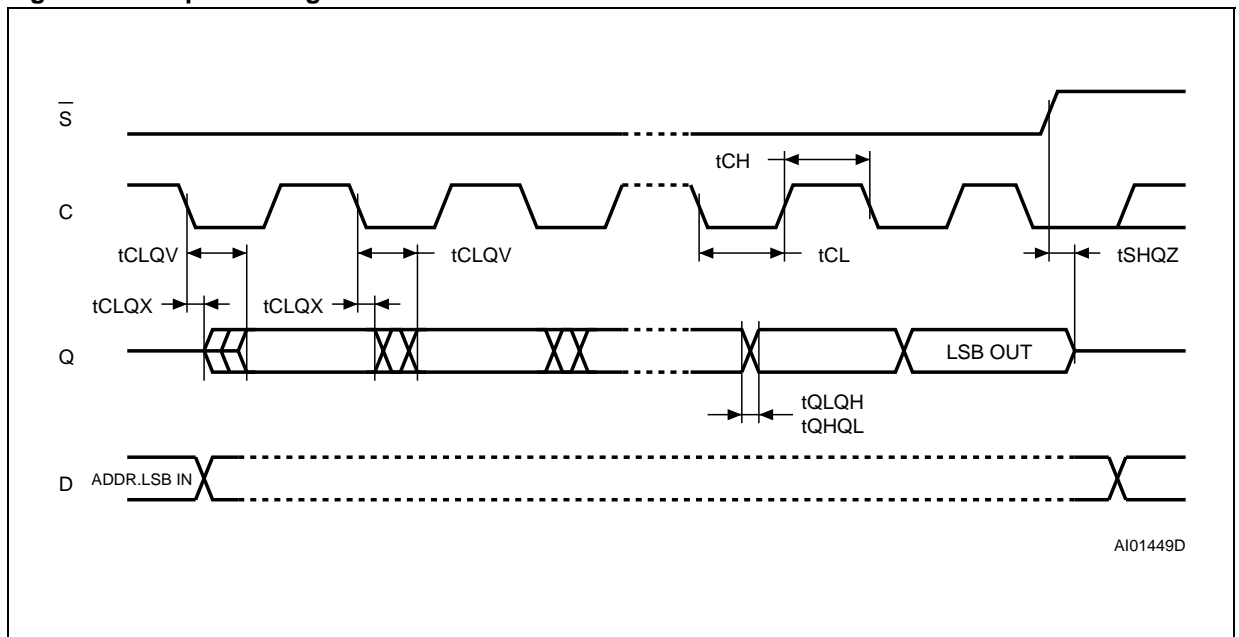 S
tCH
C
tCLQV
tCLQV
tCL
tSHQZ
tCLQX
tCLQX
Q
LSB OUT
tQLQH
tQHQL
D
ADDR.LSB IN
AI01449D